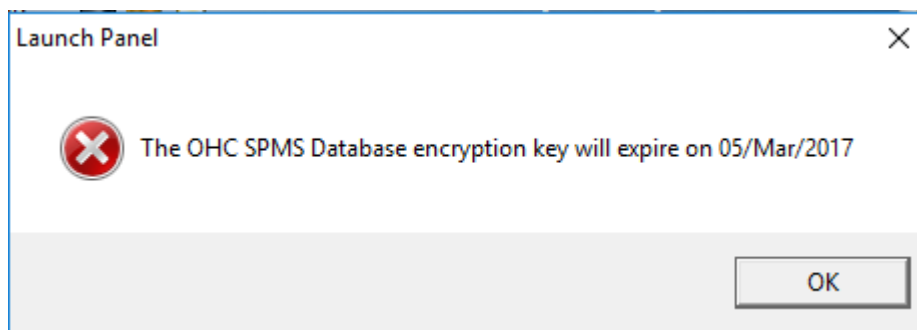 Launch Panel
The OHC SPMS Database encryption key will expire on 05/Mar/2017
OK